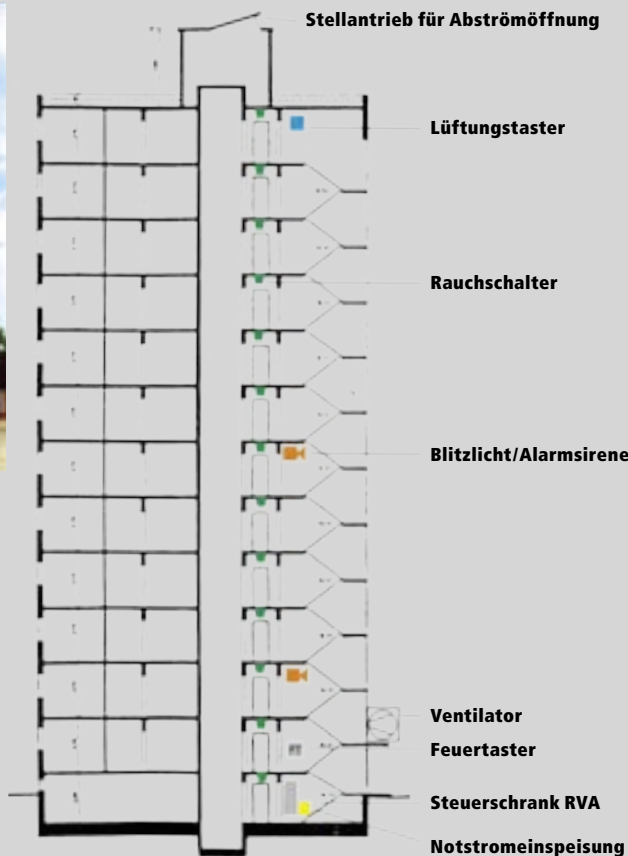 Stellantrieb für Abströmöffnung
Lüftungstaster
Rauchschalter
Blitzlicht/Alarmsirene
Ventilator
Feuertaster
Steuerschrank RVA
Notstromeinspeisung